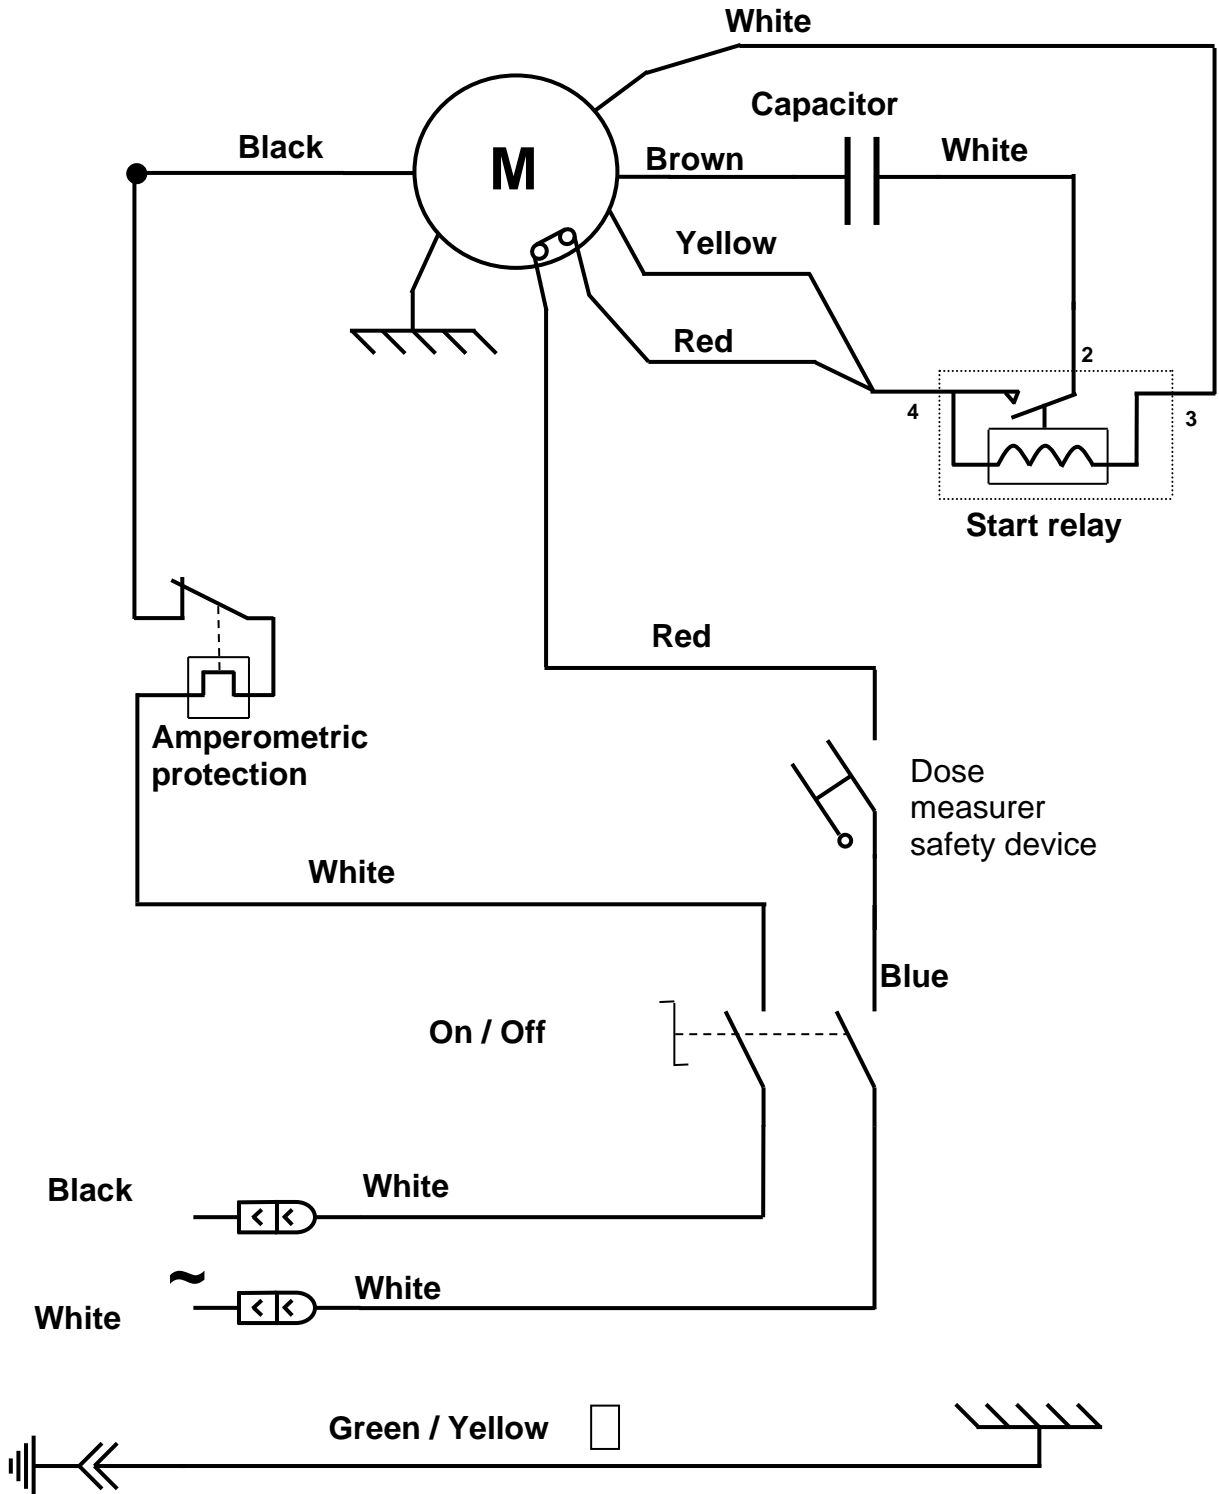 White
Capacitor
Black
M
Brown
White
Yellow
Red
2
4
3
Start relay
Red
Amperometric
protection
Dose
measurer
safety device
White
Blue
On / Off
Black
White
~
White
White
Green / Yellow